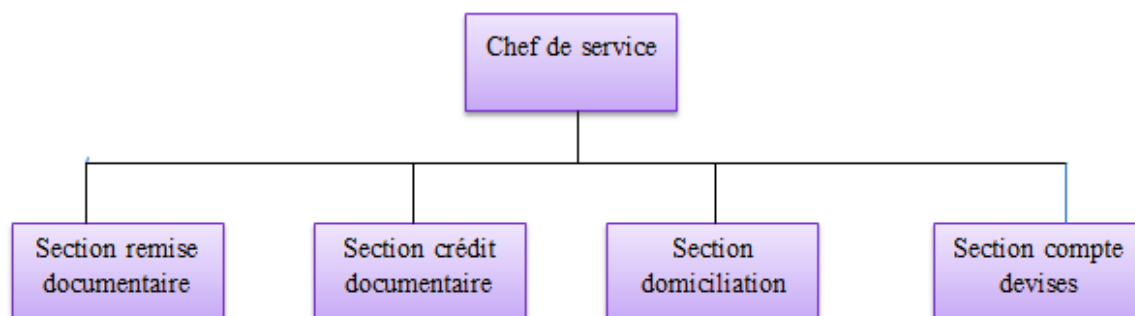 Chef de service
Section remise
documentaire
Section crédit
documentaire
Section
domiciliation
Section compte
devises